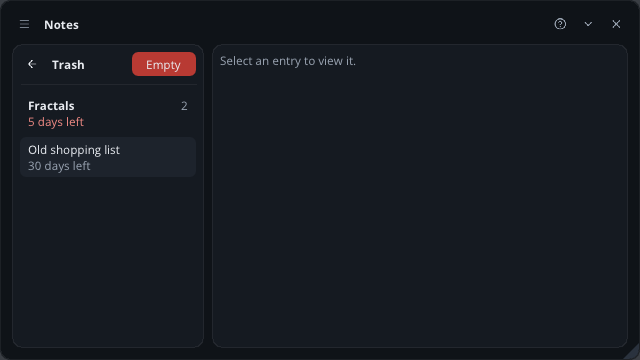 Notes
Trash
Empty
Fractals 2
5 days left
Old shopping list
30 days left
Select an entry to view it.